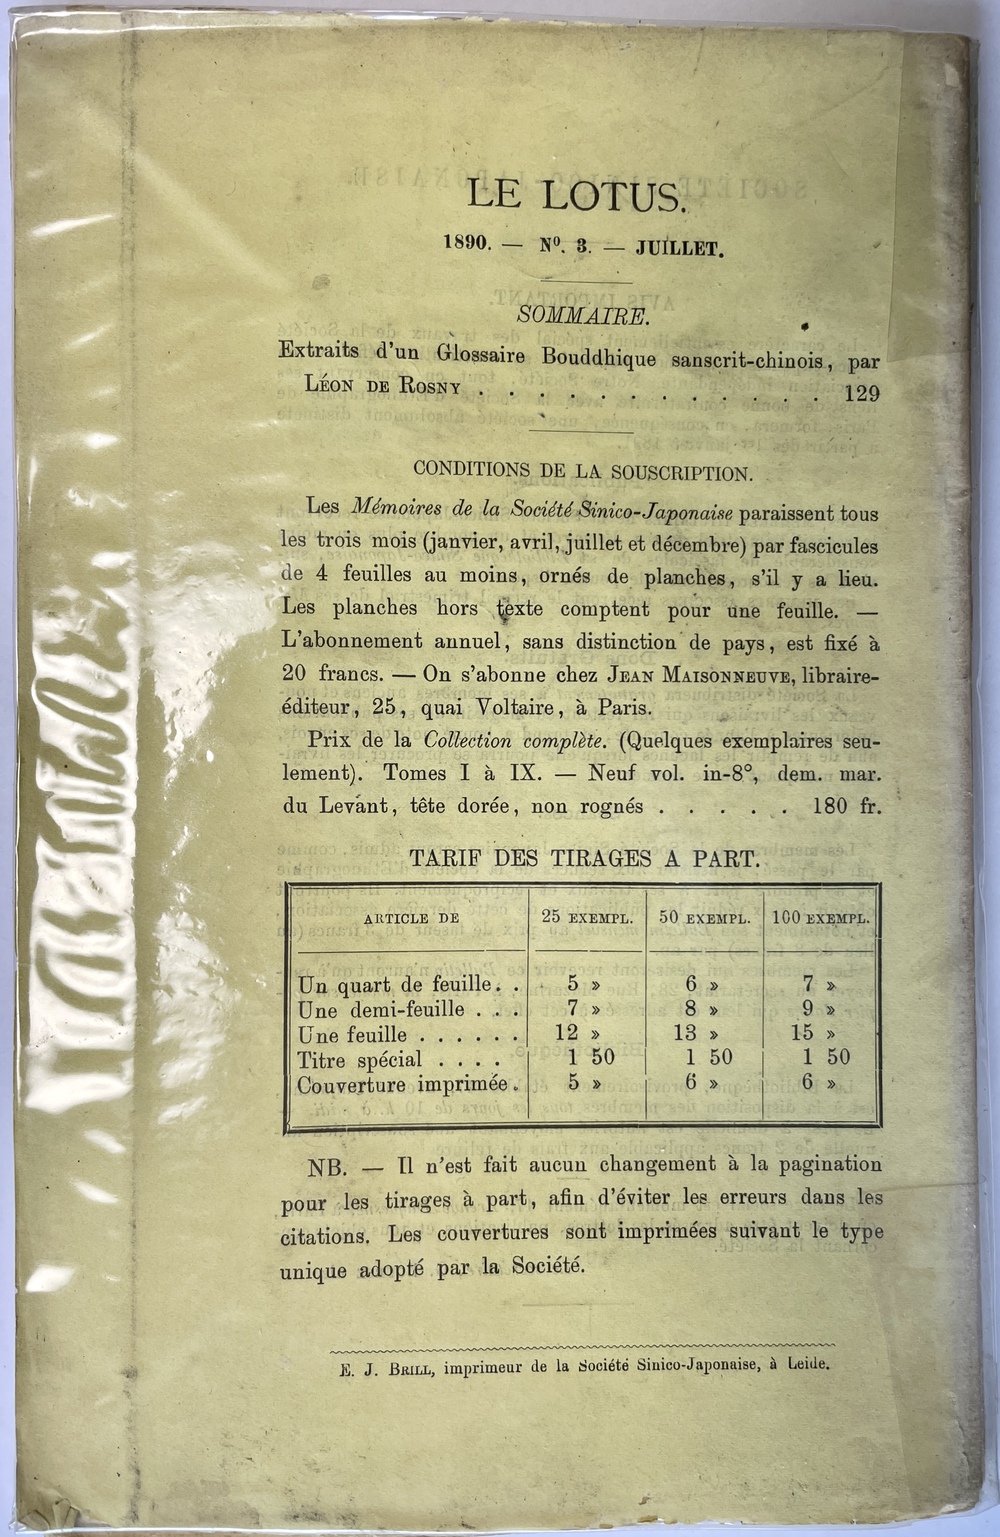 LE LOTUS.
1890. — Nº. 3. — JUILLET.
SOMMAIRE.
Extraits d'un Glossaire Bouddhique sanscrit-chinois, par
LÉON DE ROSNY . . . . . . . . . . . . 129
CONDITIONS DE LA SOUSCRIPTION.
Les Mémoires de la Société Sinico-Japonaise paraissent tous
les trois mois (janvier, avril, juillet et décembre) par fascicules
de 4 feuilles au moins, ornés de planches, s'il y a lieu.
Les planches hors texte comptent pour une feuille. —
L'abonnement annuel, sans distinction de pays, est fixé à
20 francs. — On s'abonne chez JEAN MAISONNEUVE, libraire-
éditeur, 25, quai Voltaire, à Paris.
Prix de la Collection complète. (Quelques exemplaires seu-
lement). Tomes I à IX. — Neuf vol. in-8°, dem. mar.
du Levant, tête dorée, non rognés . . . . . 180 fr.
TARIF DES TIRAGES A PART.
ARTICLE DE 25 EXEMPL. 50 EXEMPL. 100 EXEMPL.
Un quart de feuille. . 5 » 6 » 7 »
Une demi-feuille . . . 7 » 8 » 9 »
Une feuille . . . . . . 12 » 13 » 15 »
Titre spécial . . . . 1 50 1 50 1 50
Couverture imprimée. 5 » 6 » 6 »
NB. — Il n'est fait aucun changement à la pagination
pour les tirages à part, afin d'éviter les erreurs dans les
citations. Les couvertures sont imprimées suivant le type
unique adopté par la Société.
E. J. BRILL, imprimeur de la Société Sinico-Japonaise, à Leide.